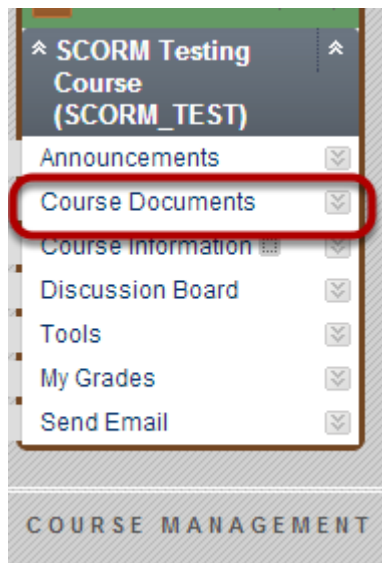 SCORM Testing
Course
(SCORM_TEST)
Announcements
Course Documents
Course Information
Discussion Board
Tools
My Grades
Send Email
COURSE MANAGEMENT